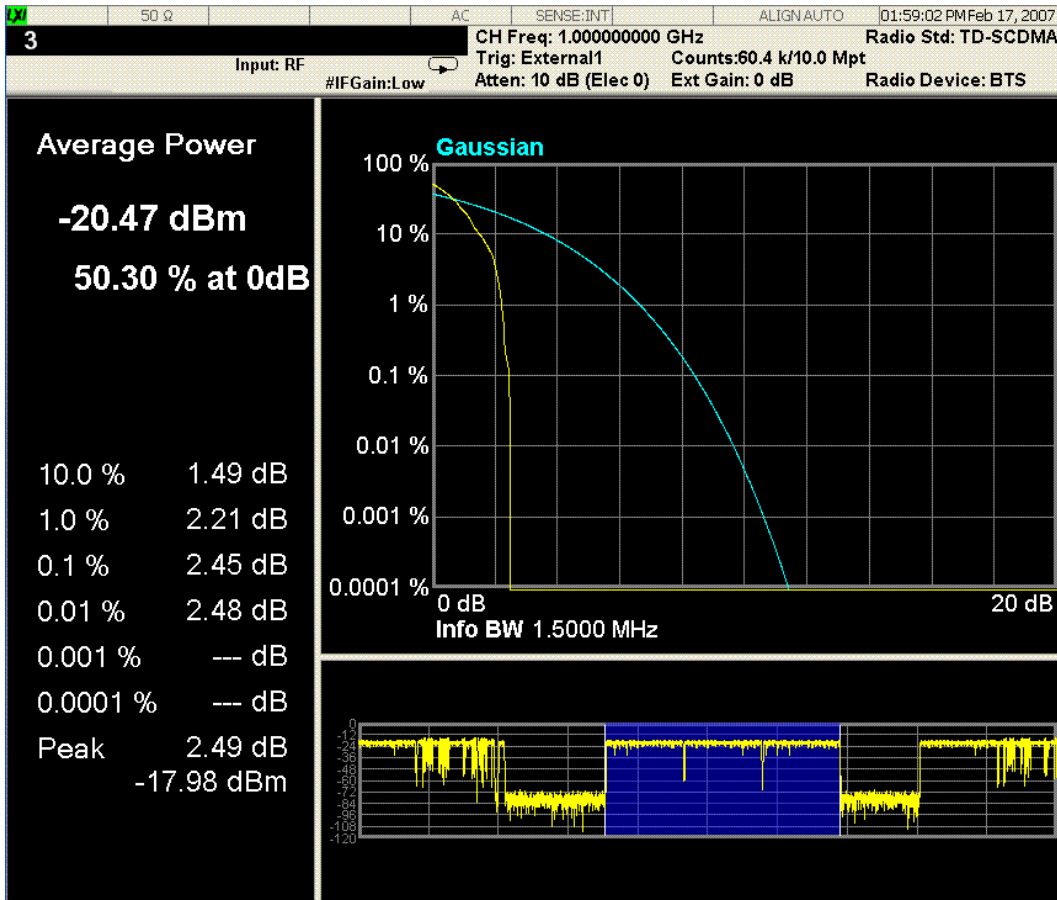 LXI 50 Ω AC SENSE:INT ALIGN AUTO 01:59:02 PM Feb 17, 2007
3
CH Freq: 1.000000000 GHz Radio Std: TD-SCDMA
Input: RF Trig: External1 Counts:60.4 k/10.0 Mpt
#IFGain:Low Atten: 10 dB (Elec 0) Ext Gain: 0 dB Radio Device: BTS
Average Power
-20.47 dBm
50.30 % at 0dB
10.0 % 1.49 dB
1.0 % 2.21 dB
0.1 % 2.45 dB
0.01 % 2.48 dB
0.001 % --- dB
0.0001 % --- dB
Peak 2.49 dB
-17.98 dBm
Gaussian
100 %
10 %
1 %
0.1 %
0.01 %
0.001 %
0.0001 %
0 dB 20 dB
Info BW 1.5000 MHz
0
-12
-24
-36
-48
-60
-72
-84
-96
-108
-120